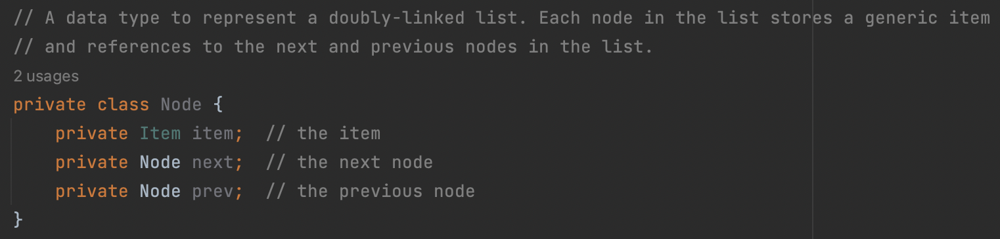 // A data type to represent a doubly-linked list. Each node in the list stores a generic item
// and references to the next and previous nodes in the list.
2 usages
private class Node {
    private Item item;  // the item
    private Node next;  // the next node
    private Node prev;  // the previous node
}